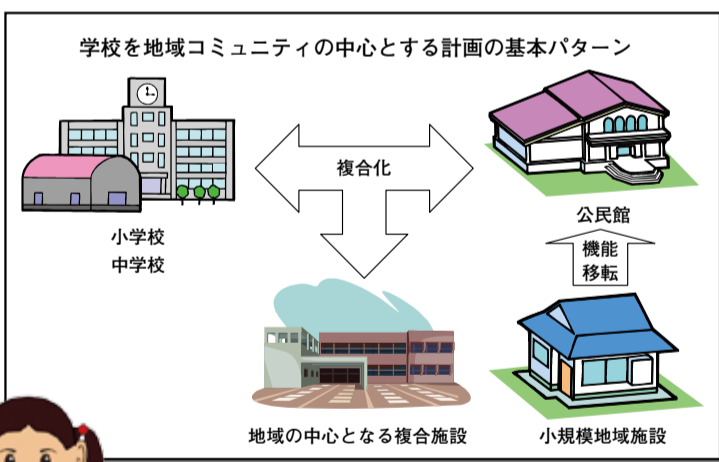 学校を地域コミュニティの中心とする計画の基本パターン
複合化
小学校
中学校
公民館
機能
移転
地域の中心となる複合施設
小規模地域施設